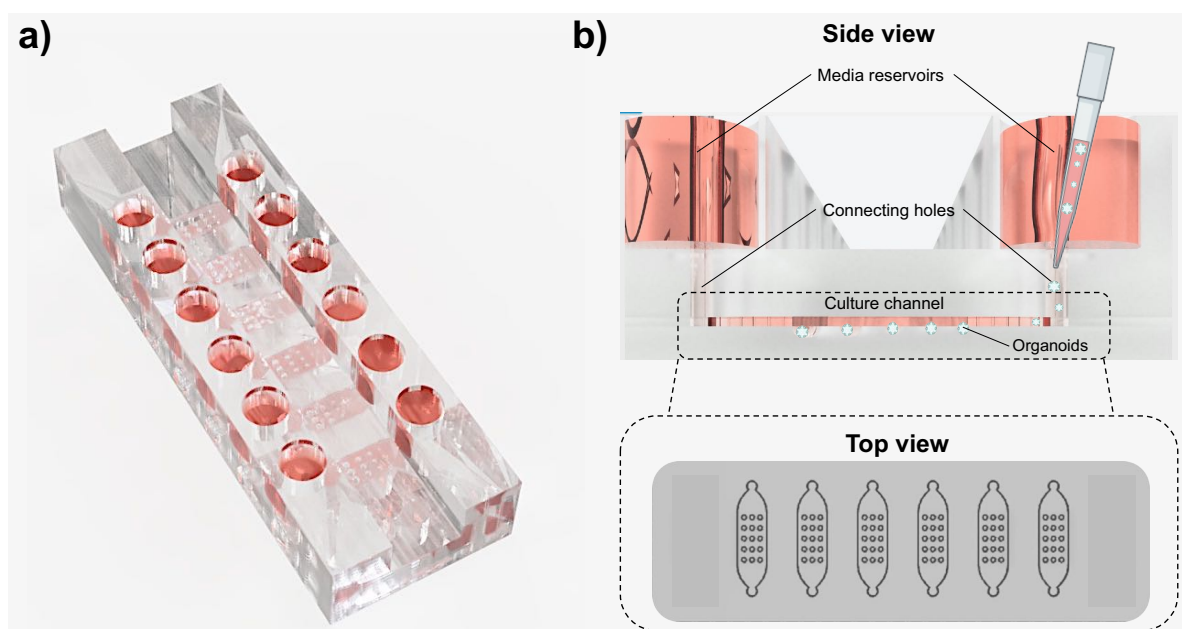 a)
b)
Side view
Media reservoirs
Connecting holes
Culture channel
Organoids
Top view